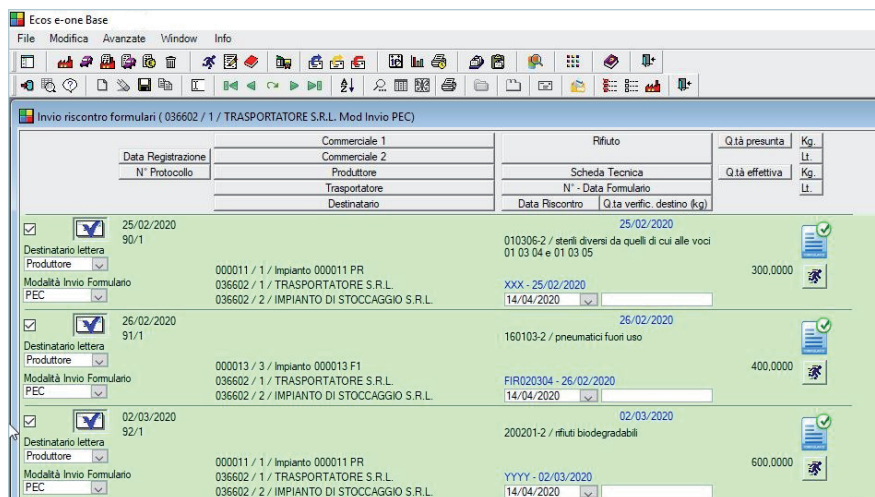 Ecos e-one Base
File Modifica Avanzate Window Info
Invio riscontro formulari ( 036602 / 1 / TRASPORTATORE S.R.L. Mod Invio PEC)
Commerciale 1 Rifiuto Q.tà presunta Kg.
Data Registrazione Commerciale 2 Lt.
N° Protocollo Produttore Scheda Tecnica Q.tà effettiva Kg.
Trasportatore N° - Data Formulario Lt.
Destinatario Data Riscontro Q.ta verific. destino (kg)
25/02/2020 25/02/2020
90/1
Destinatario lettera 010306-2 / sterili diversi da quelli di cui alle voci
01 03 04 e 01 03 05
Produttore 000011 / 1 / Impianto 000011 PR 300,0000
Modalità Invio Formulario 036602 / 1 / TRASPORTATORE S.R.L. XXX - 25/02/2020
PEC 036602 / 2 / IMPIANTO DI STOCCAGGIO S.R.L. 14/04/2020
26/02/2020 26/02/2020
91/1 160103-2 / pneumatici fuori uso
Destinatario lettera
Produttore 000013 / 3 / Impianto 000013 F1 400,0000
Modalità Invio Formulario 036602 / 1 / TRASPORTATORE S.R.L. FIR020304 - 26/02/2020
PEC 036602 / 2 / IMPIANTO DI STOCCAGGIO S.R.L. 14/04/2020
02/03/2020 02/03/2020
92/1 200201-2 / rifiuti biodegradabili
Destinatario lettera
Produttore 000011 / 1 / Impianto 000011 PR 600,0000
Modalità Invio Formulario 036602 / 1 / TRASPORTATORE S.R.L. YYYY - 02/03/2020
PEC 036602 / 2 / IMPIANTO DI STOCCAGGIO S.R.L. 14/04/2020